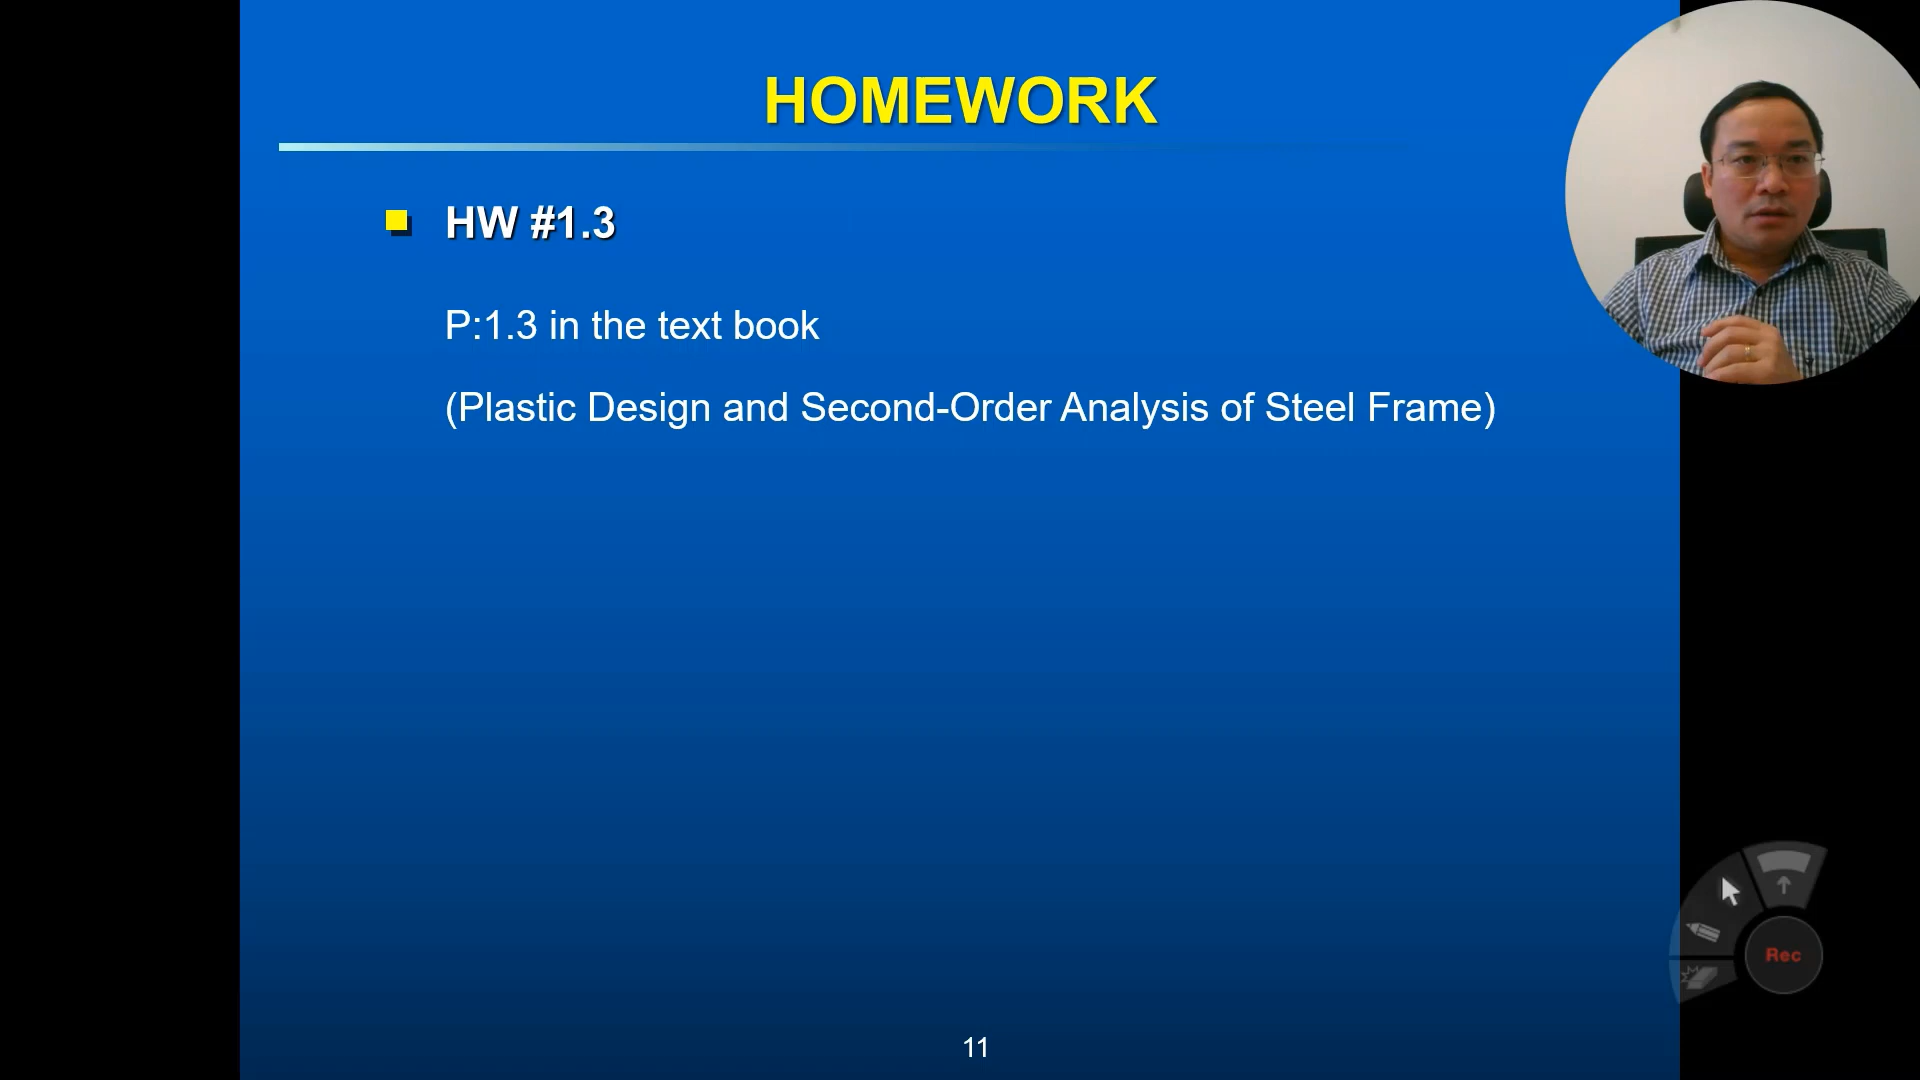 HOMEWORK
HW #1.3
P:1.3 in the text book
(Plastic Design and Second-Order Analysis of Steel Frame)
Rec
11